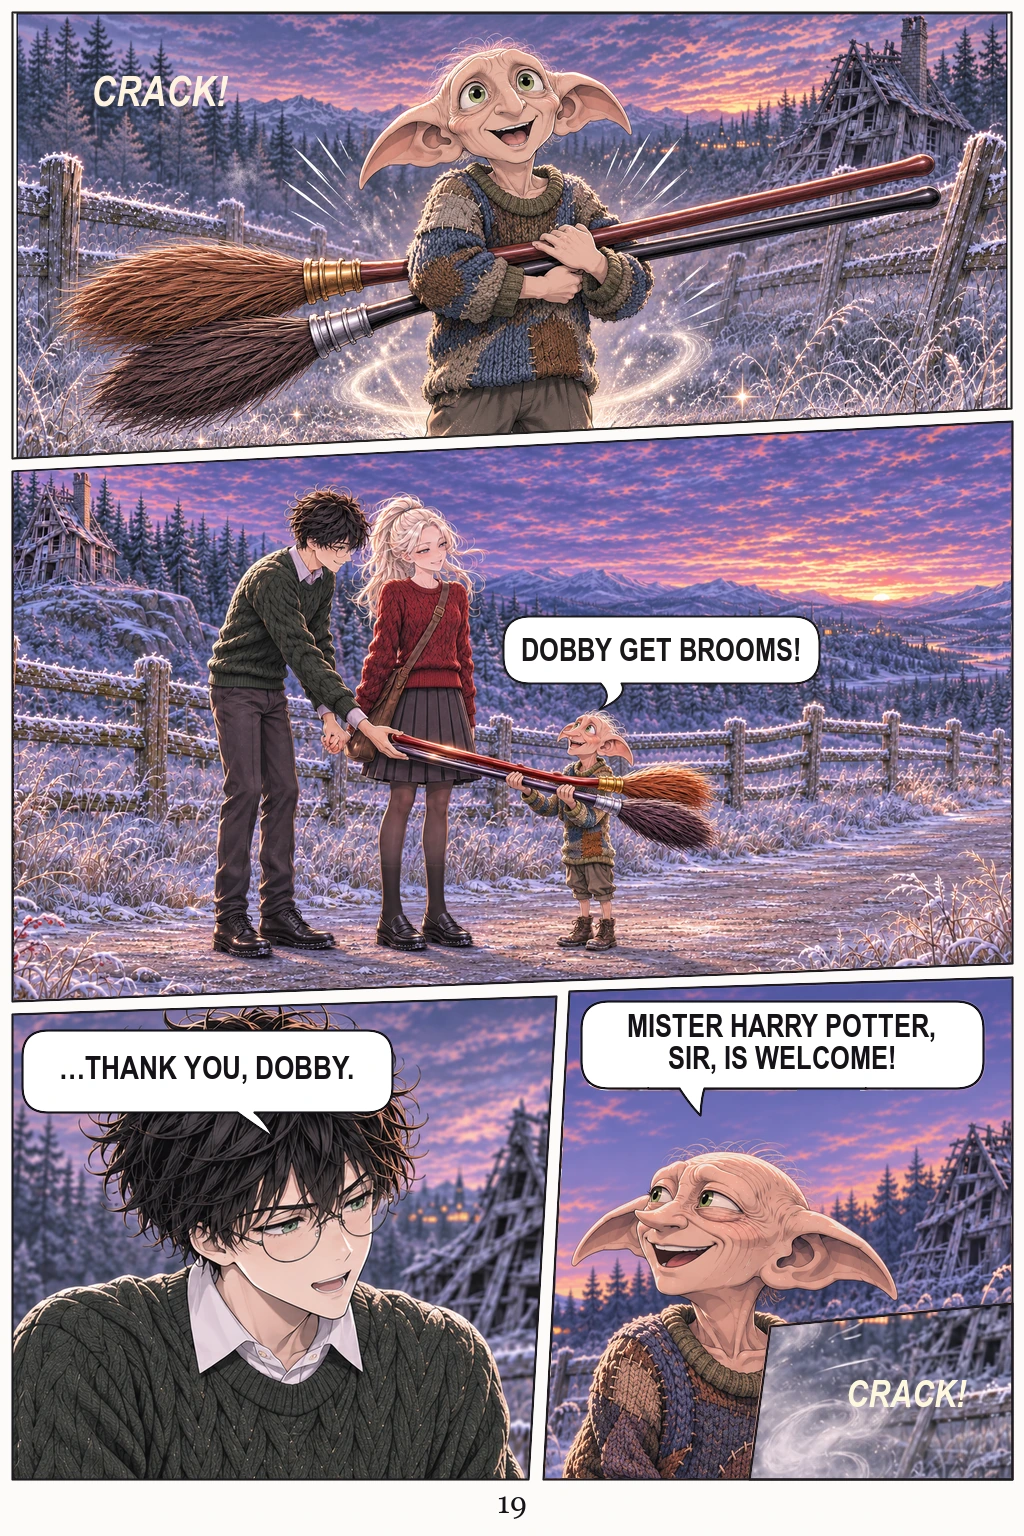 CRACK!
DOBBY GET BROOMS!
...THANK YOU, DOBBY.
MISTER HARRY POTTER,
SIR, IS WELCOME!
CRACK!
19